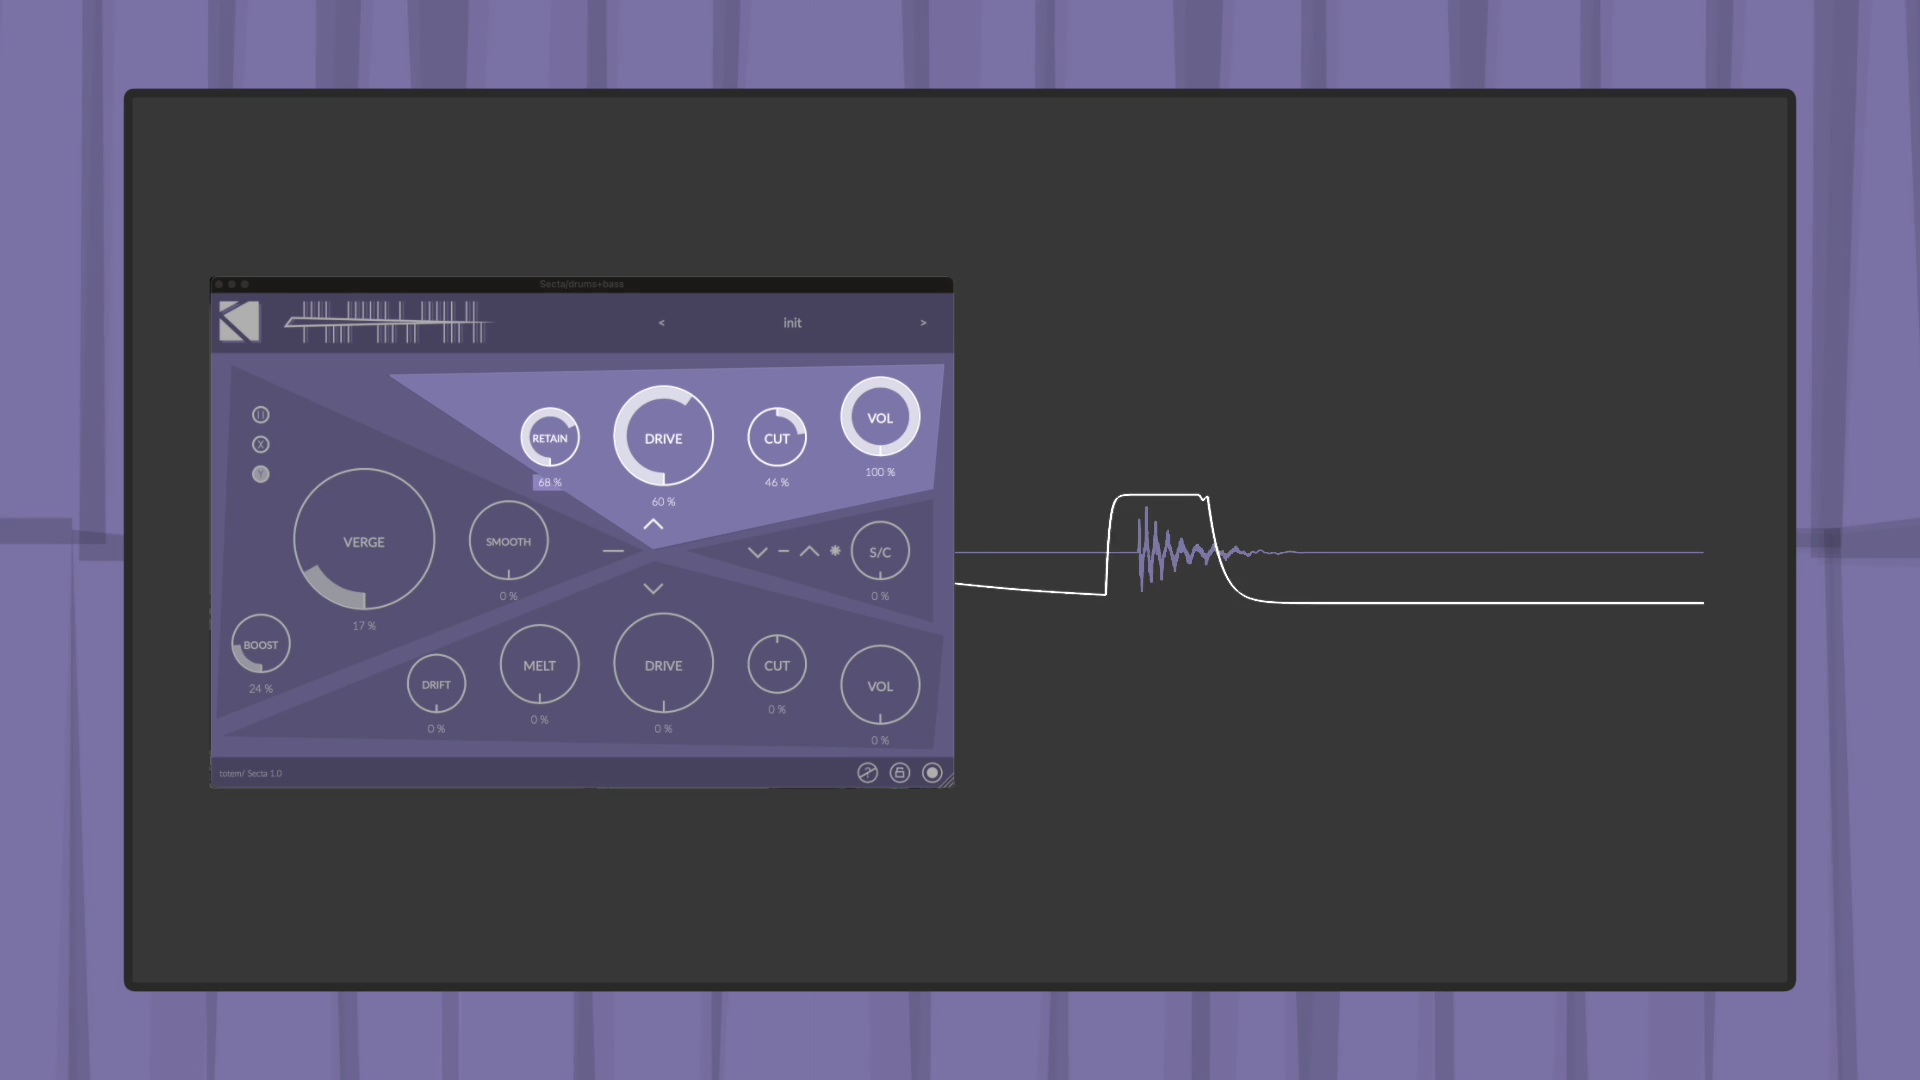 Secta/drums+bass
< init >
RETAIN
68 %
DRIVE
60 %
CUT
46 %
VOL
100 %
X
Y
VERGE
17 %
SMOOTH
0 %
S/C
0 %
BOOST
24 %
DRIFT
0 %
MELT
0 %
DRIVE
0 %
CUT
0 %
VOL
0 %
totem/ Secta 1.0
?